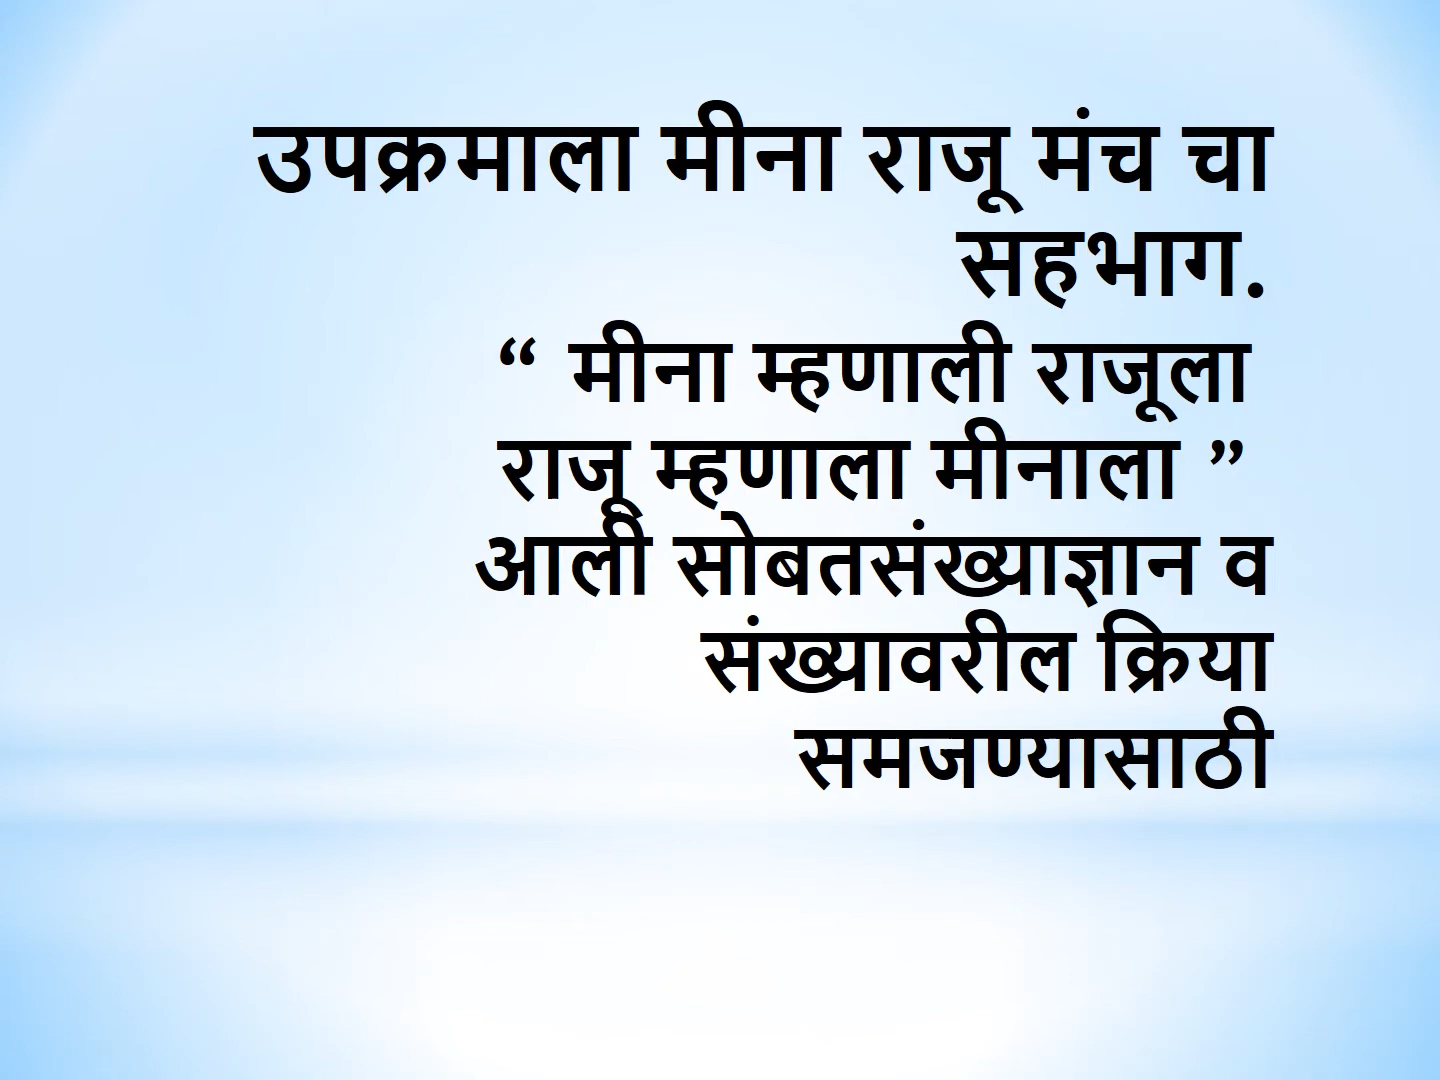 उपक्रमाला मीना राजू मंच चा
सहभाग.
“ मीना म्हणाली राजूला
राजू म्हणाला मीनाला ”
आली सोबतसंख्याज्ञान व
संख्यावरील क्रिया
समजण्यासाठी